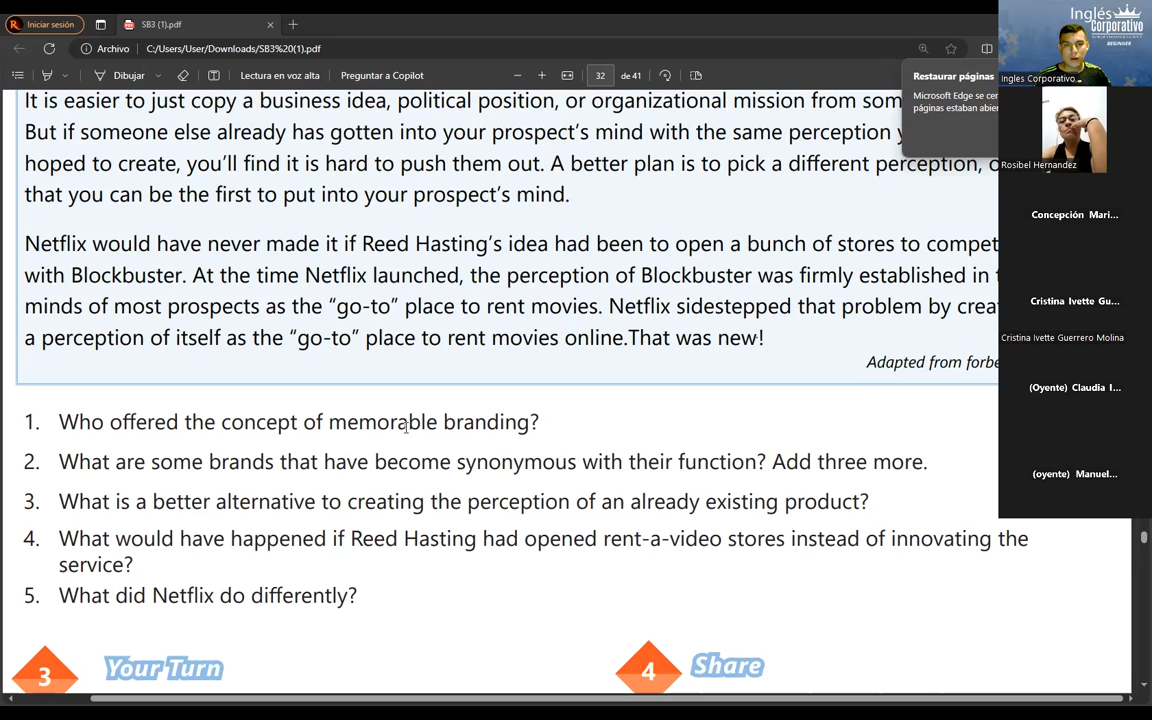 Iniciar sesión
SB3 (1).pdf
Archivo
C:/Users/User/Downloads/SB3%20(1).pdf
Dibujar
Lectura en voz alta
Preguntar a Copilot
32
de 41
Restaurar páginas
Microsoft Edge se cer
páginas estaban abier
It is easier to just copy a business idea, political position, or organizational mission from som
But if someone else already has gotten into your prospect's mind with the same perception y
hoped to create, you'll find it is hard to push them out. A better plan is to pick a different perception, o
that you can be the first to put into your prospect's mind.
Netflix would have never made it if Reed Hasting's idea had been to open a bunch of stores to compet
with Blockbuster. At the time Netflix launched, the perception of Blockbuster was firmly established in t
minds of most prospects as the “go-to” place to rent movies. Netflix sidestepped that problem by crea
a perception of itself as the “go-to” place to rent movies online.That was new!
Adapted from forbe
1. Who offered the concept of memorable branding?
2. What are some brands that have become synonymous with their function? Add three more.
3. What is a better alternative to creating the perception of an already existing product?
4. What would have happened if Reed Hasting had opened rent-a-video stores instead of innovating the
service?
5. What did Netflix do differently?
3 Your Turn
4 Share
Inglés
Corporativo
BEGINNER
Ingles Corporativo
Rosibel Hernandez
Concepción Mari...
Cristina Ivette Gu...
Cristina Ivette Guerrero Molina
(Oyente) Claudia I...
(oyente) Manuel...